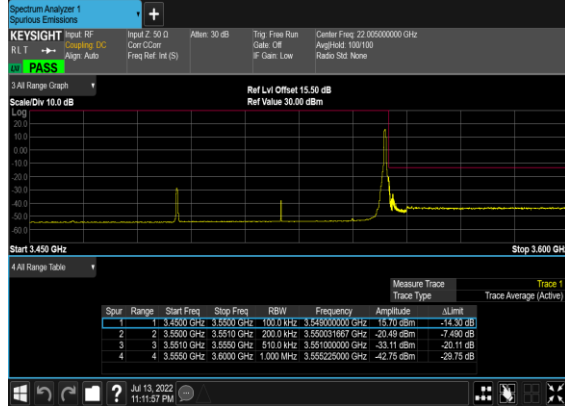 Spectrum Analyzer 1
Spurious Emissions
+
KEYSIGHT Input: RF Input Z: 50 Ω Atten: 30 dB Trig: Free Run Center Freq: 22.005000000 GHz
RLT Coupling: DC Corr CCorr Gate: Off Avg|Hold: 100/100
Align: Auto Freq Ref: Int (S) IF Gain: Low Radio Std: None
PASS
3 All Range Graph
Ref Lvl Offset 15.50 dB
Scale/Div 10.0 dB Ref Value 30.00 dBm
Log
20.0
10.0
0.00
-10.0
-20.0
-30.0
-40.0
-50.0
-60.0
Start 3.450 GHz Stop 3.600 GH
4 All Range Table
Measure Trace Trace 1
Trace Type Trace Average (Active)
Spur Range Start Freq Stop Freq RBW Frequency Amplitude ΔLimit
1 1 3.4500 GHz 3.5500 GHz 100.0 kHz 3.549000000 GHz 15.70 dBm -14.30 dB
2 2 3.5500 GHz 3.5510 GHz 200.0 kHz 3.550031667 GHz -20.49 dBm -7.490 dB
3 3 3.5510 GHz 3.5550 GHz 510.0 kHz 3.551000000 GHz -33.11 dBm -20.11 dB
4 4 3.5550 GHz 3.6000 GHz 1.000 MHz 3.555225000 GHz -42.75 dBm -29.75 dB
? Jul 13, 2022
11:11:57 PM